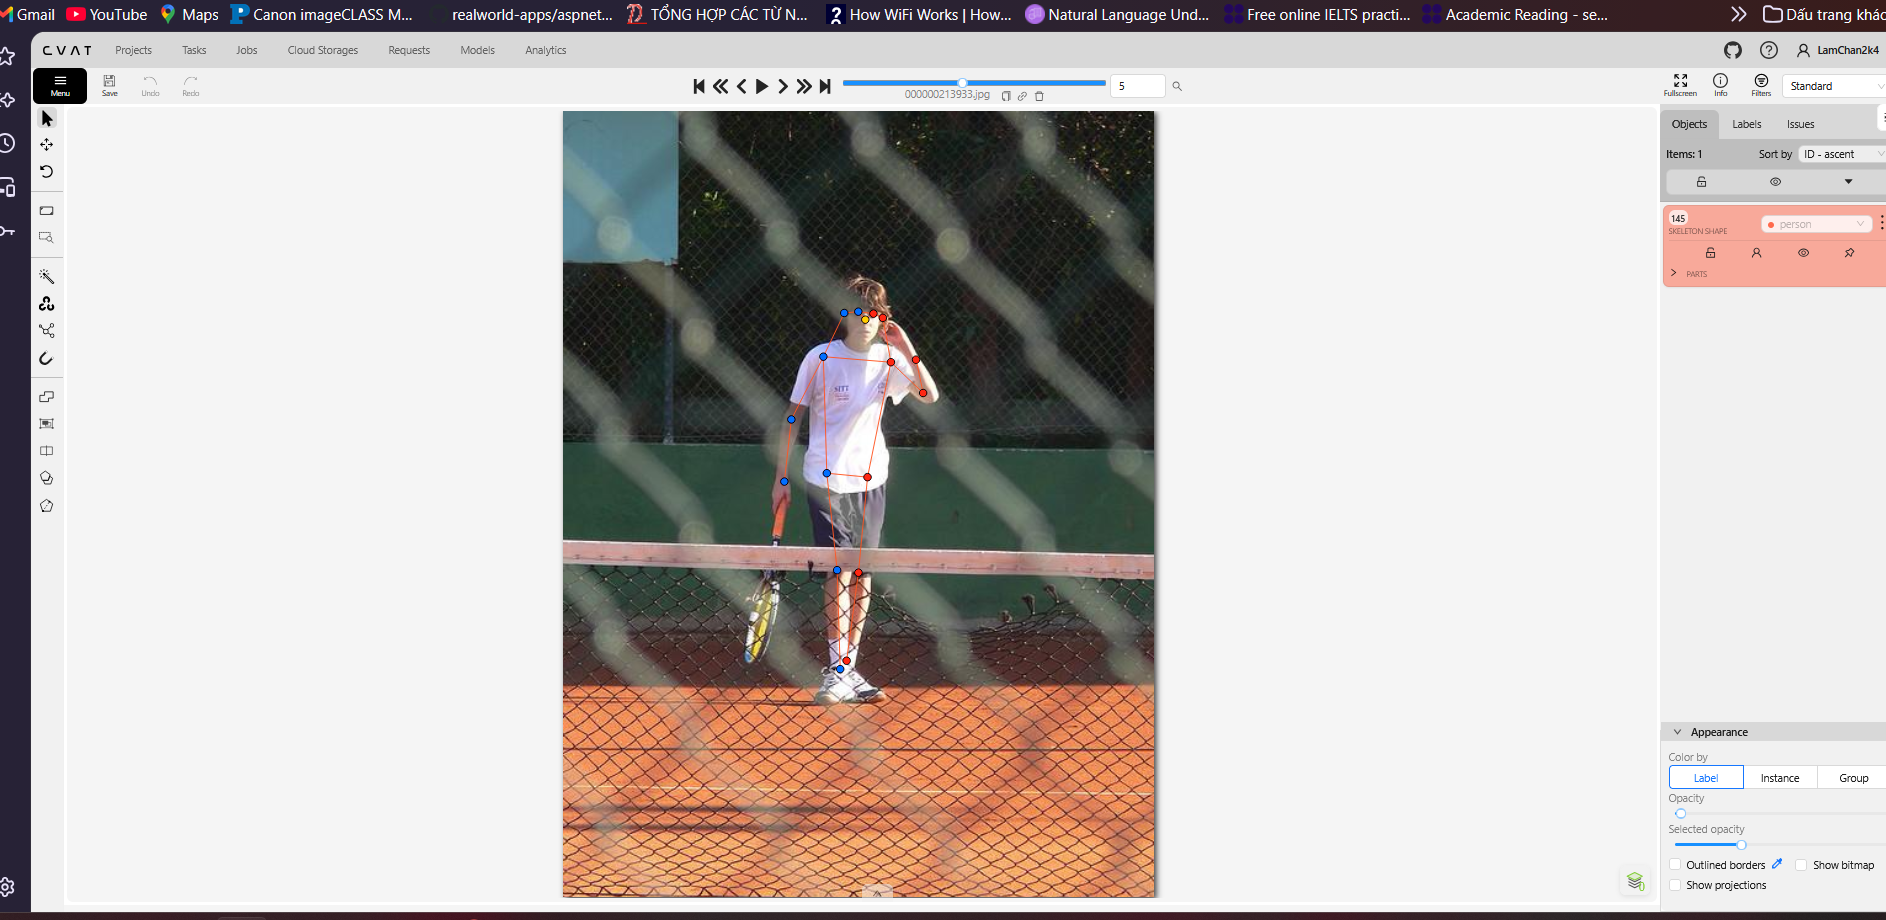 Gmail YouTube Maps Canon imageCLASS M... realworld-apps/aspnet... TỔNG HỢP CÁC TỪ N... How WiFi Works | How... Natural Language Und... Free online IELTS practi... Academic Reading - se... Dấu trang khác
CVAT Projects Tasks Jobs Cloud Storages Requests Models Analytics LamChan2k4
Menu Save Undo Redo 000000213933.jpg 5 Fullscreen Info Filters Standard
Objects Labels Issues
Items: 1 Sort by ID - ascent
145 person
SKELETON SHAPE
PARTS
SITT
Appearance
Color by
Label Instance Group
Opacity
Selected opacity
Outlined borders Show bitmap
Show projections
0